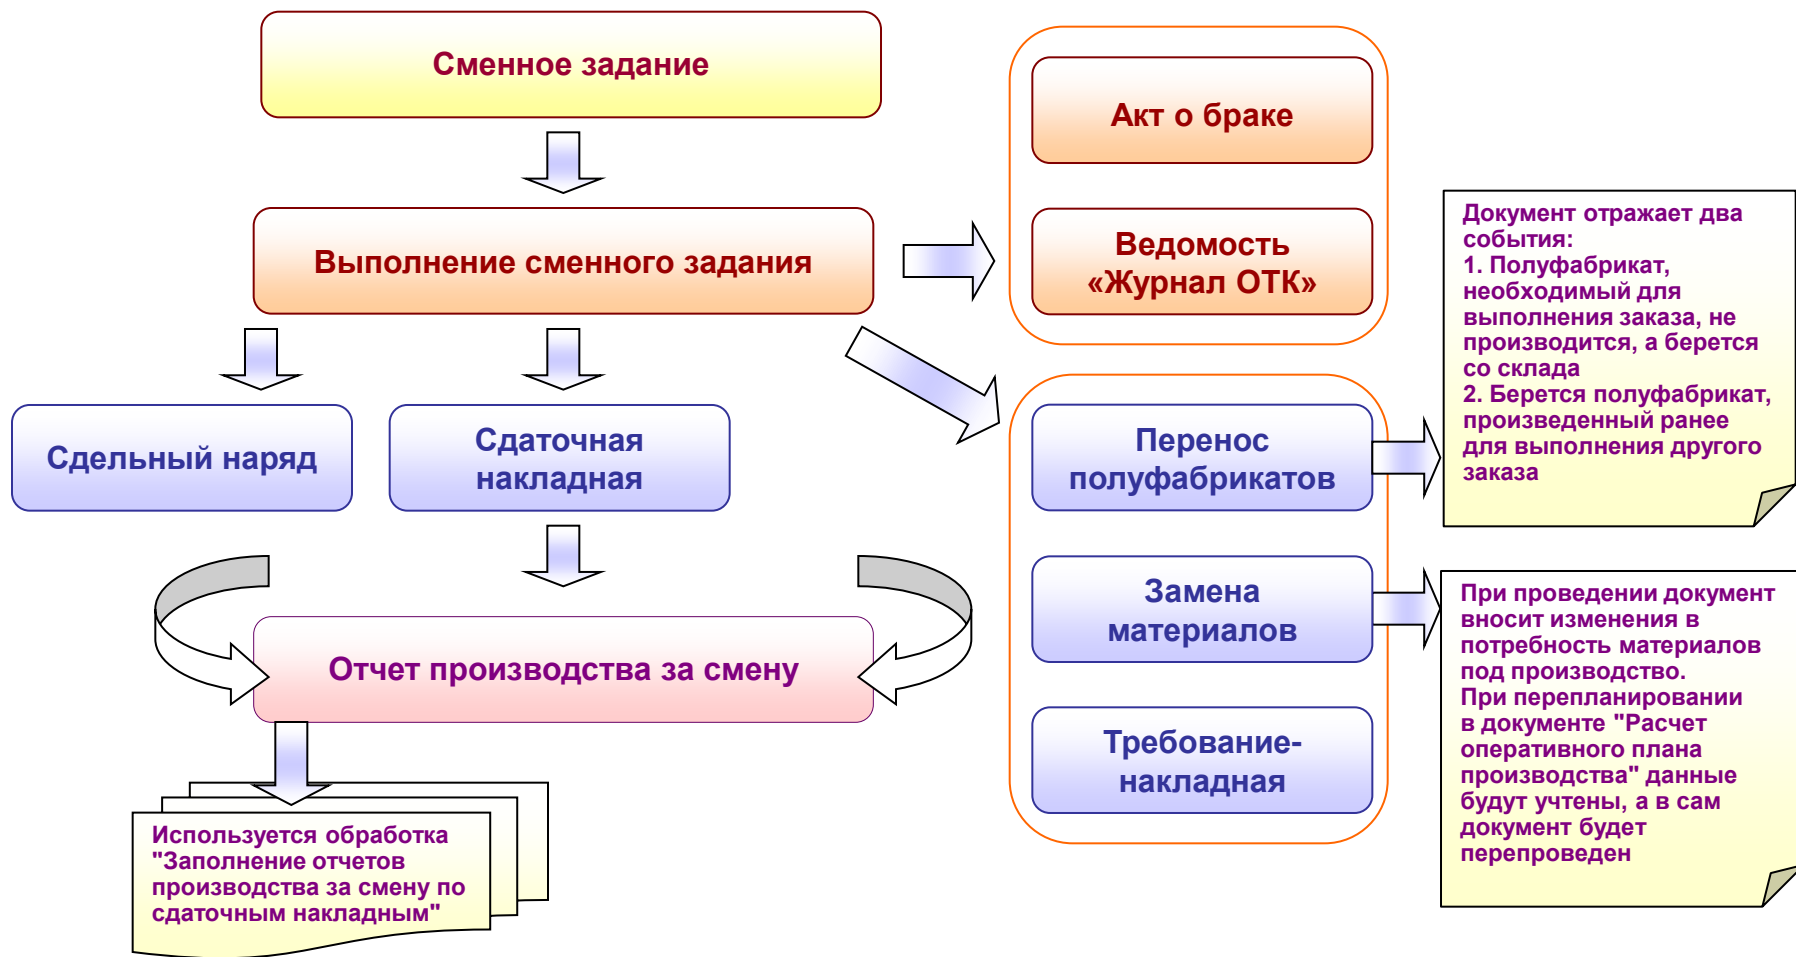 Сменное задание
Акт о браке
Выполнение сменного задания
Ведомость
«Журнал ОТК»
Документ отражает два
события:
1. Полуфабрикат,
необходимый для
выполнения заказа, не
производится, а берется
со склада
2. Берется полуфабрикат,
произведенный ранее
для выполнения другого
заказа
Сдельный наряд
Сдаточная
накладная
Перенос
полуфабрикатов
Замена
материалов
При проведении документ
вносит изменения в
потребность материалов
под производство.
При перепланировании
в документе "Расчет
оперативного плана
производства" данные
будут учтены, а в сам
документ будет
перепроведен
Отчет производства за смену
Требование-
накладная
Используется обработка
"Заполнение отчетов
производства за смену по
сдаточным накладным"